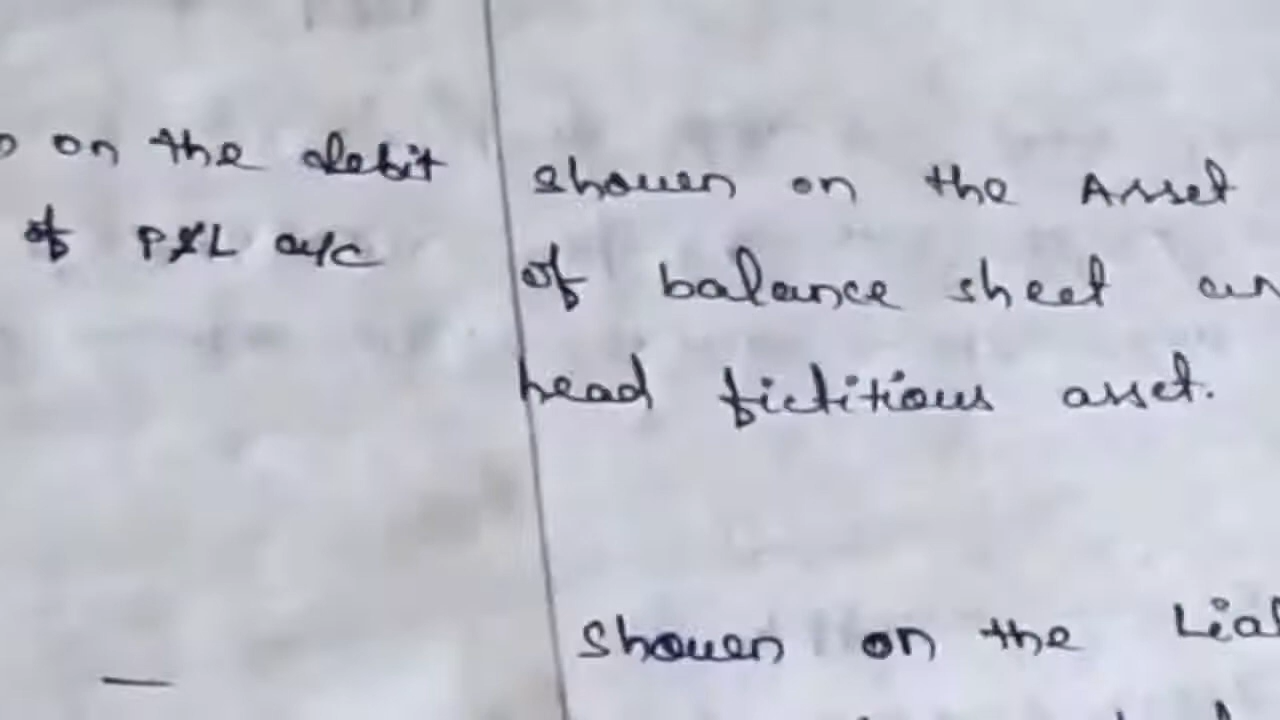 on the debit
of P&L a/c
shown on the Asset
of balance sheet
head fictitious asset.
Shown on the